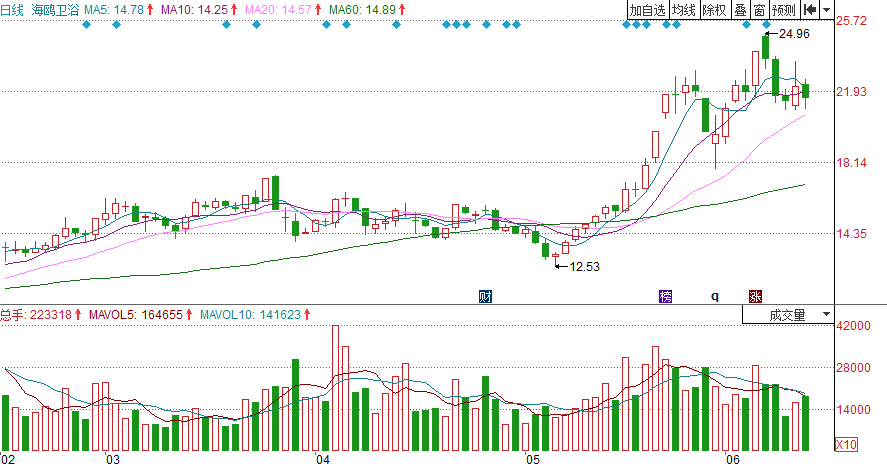 日线 海鸥卫浴 MA5: 14.78 MA10: 14.25 MA20: 14.57 MA60: 14.89 加自选 均线 除权 叠 窗 预测
25.72
24.96
21.93
18.14
14.35
12.53
财 榜 q 涨
总手: 223318 MAVOL5: 164655 MAVOL10: 141623 成交量
42000
28000
14000
X10
02 03 04 05 06